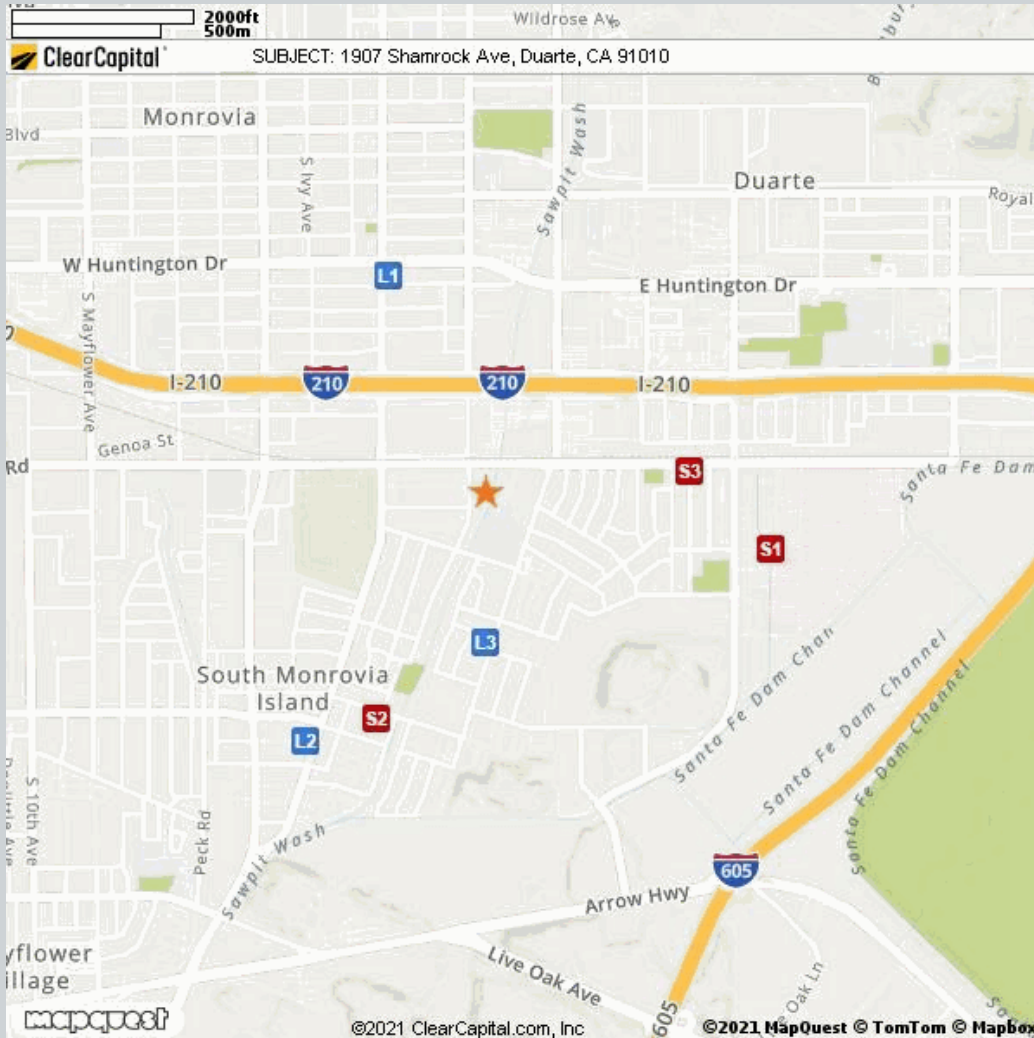 2000ft
500m
Wildrose Av
ClearCapital
SUBJECT: 1907 Shamrock Ave, Duarte, CA 91010
Monrovia
Blvd
S Ivy Ave
Sawpit Wash
Duarte
Royal
W Huntington Dr
L1
E Huntington Dr
S Mayflower Ave
I-210
210
210
I-210
Genoa St
Rd
S3
Santa Fe Dam
S1
L3
South Monrovia
Island
S2
L2
Santa Fe Dam Chan
Santa Fe Dam Channel
Santa Fe Dam Channel
S 10th Ave
Peck Rd
Sawpit Wash
605
Arrow Hwy
yflower
illage
Live Oak Ave
e Oak Ln
605
mapquest
©2021 ClearCapital.com, Inc
©2021 MapQuest © TomTom © Mapbox